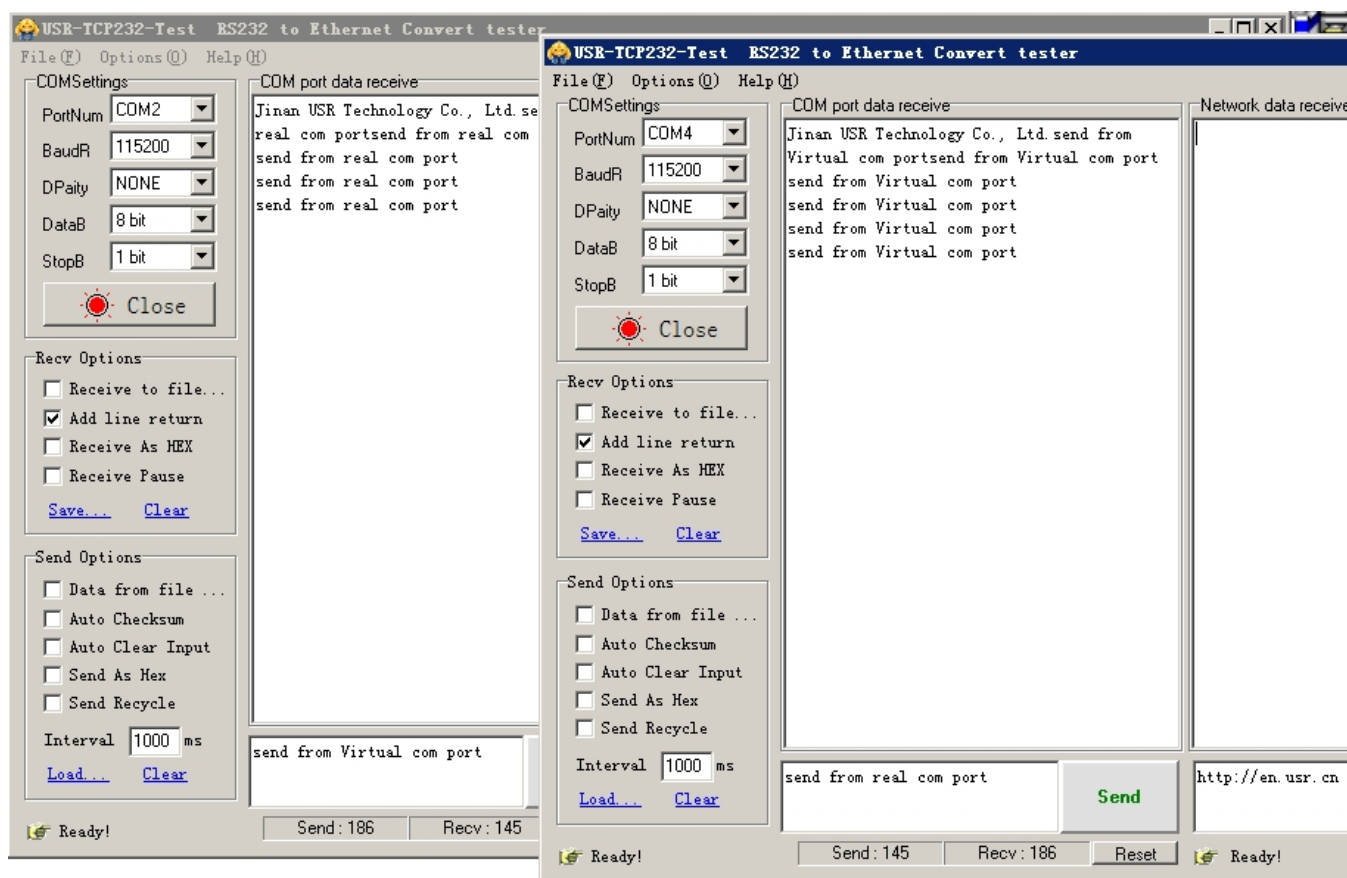 USR-TCP232-Test RS232 to Ethernet Convert tester
File(F) Options(O) Help(H)
COMSettings
PortNum COM2
BaudR 115200
DPaity NONE
DataB 8 bit
StopB 1 bit
Close
Recv Options
Receive to file...
Add line return
Receive As HEX
Receive Pause
Save... Clear
Send Options
Data from file ...
Auto Checksum
Auto Clear Input
Send As Hex
Send Recycle
Interval 1000 ms
Load... Clear
Ready!
COM port data receive
Jinan USR Technology Co., Ltd.se
real com portsend from real com
send from real com port
send from real com port
send from real com port
send from Virtual com port
Send : 186 Recv : 145
USR-TCP232-Test RS232 to Ethernet Convert tester
File(F) Options(O) Help(H)
COMSettings
PortNum COM4
BaudR 115200
DPaity NONE
DataB 8 bit
StopB 1 bit
Close
Recv Options
Receive to file...
Add line return
Receive As HEX
Receive Pause
Save... Clear
Send Options
Data from file ...
Auto Checksum
Auto Clear Input
Send As Hex
Send Recycle
Interval 1000 ms
Load... Clear
Ready!
COM port data receive
Jinan USR Technology Co., Ltd.send from
Virtual com portsend from Virtual com port
send from Virtual com port
send from Virtual com port
send from Virtual com port
send from Virtual com port
send from real com port
Send
Send : 145 Recv : 186 Reset
Network data receive
http://en.usr.cn
Ready!